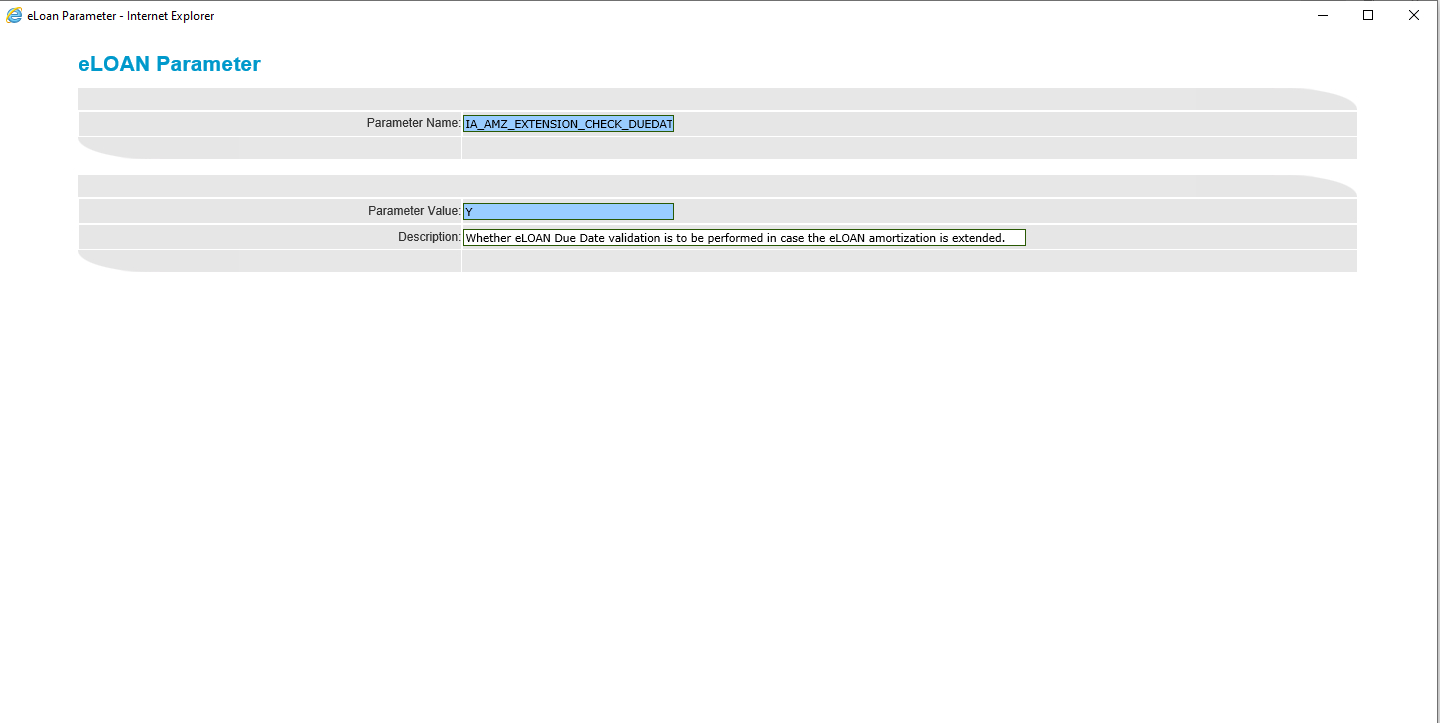 eLoan Parameter - Internet Explorer
eLOAN Parameter
Parameter Name: IA_AMZ_EXTENSION_CHECK_DUEDAT
Parameter Value: Y
Description: Whether eLOAN Due Date validation is to be performed in case the eLOAN amortization is extended.